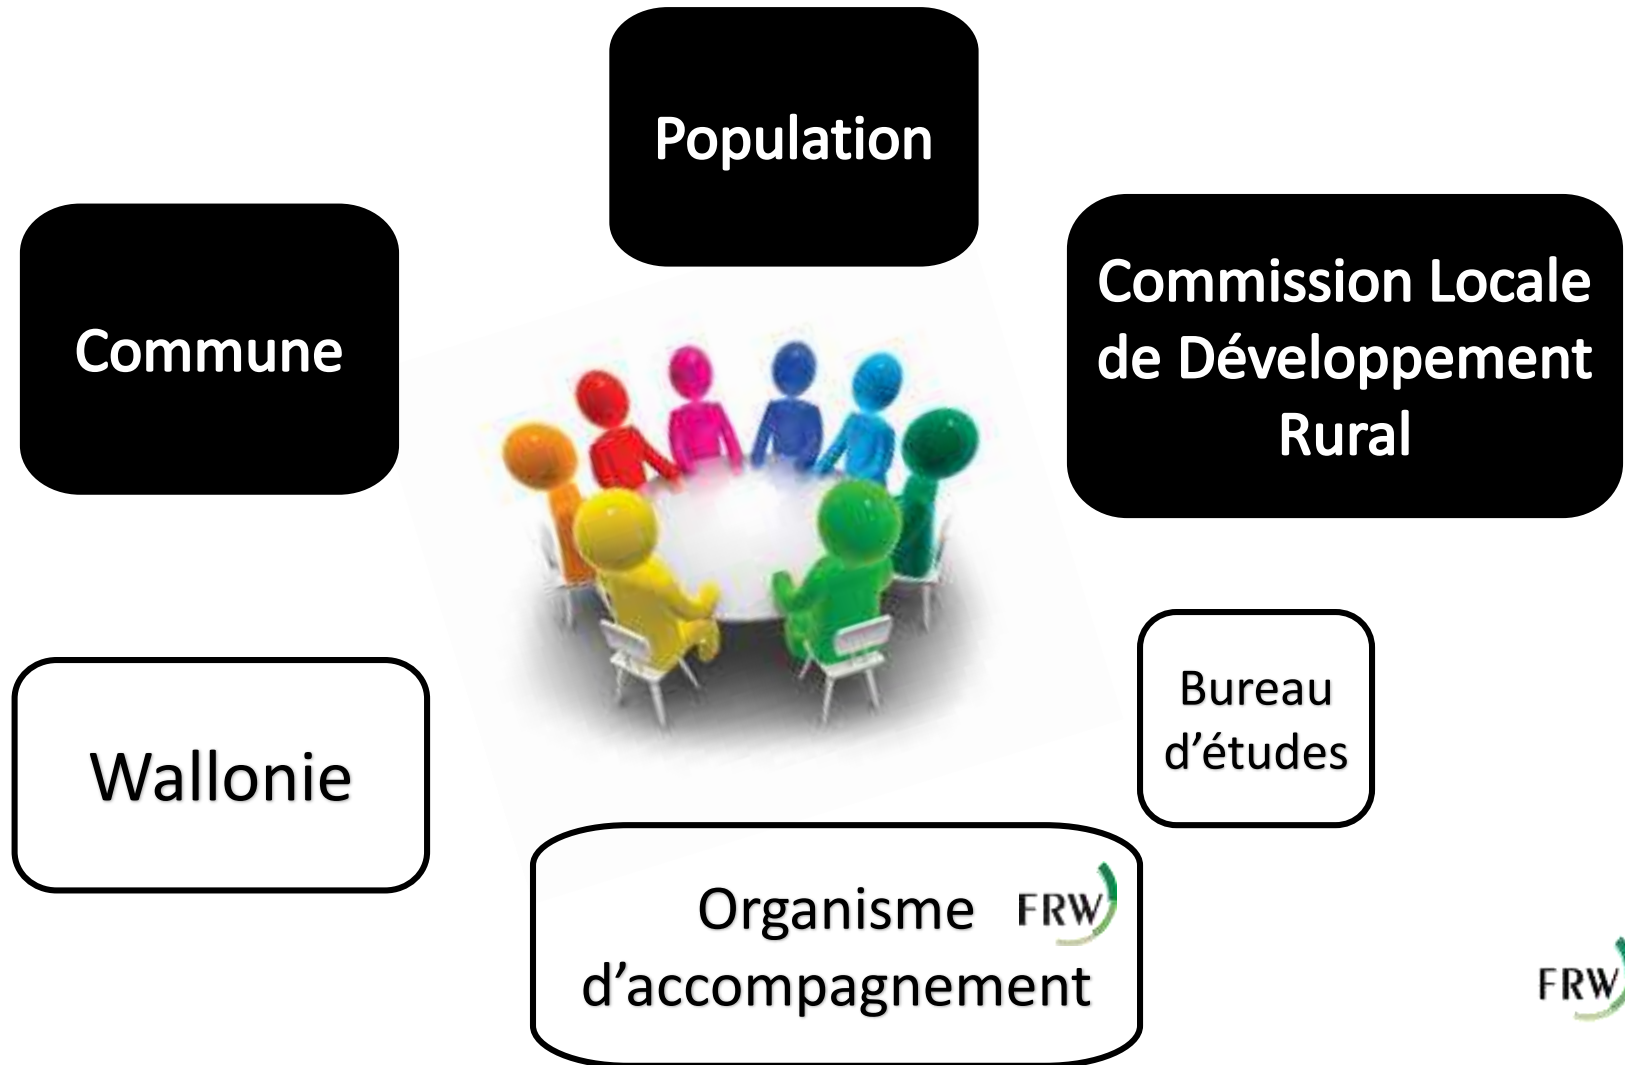 Population
Commune
Commission Locale
de Développement
Rural
Wallonie
Bureau
d’études
Organisme FRW
d’accompagnement
FRW